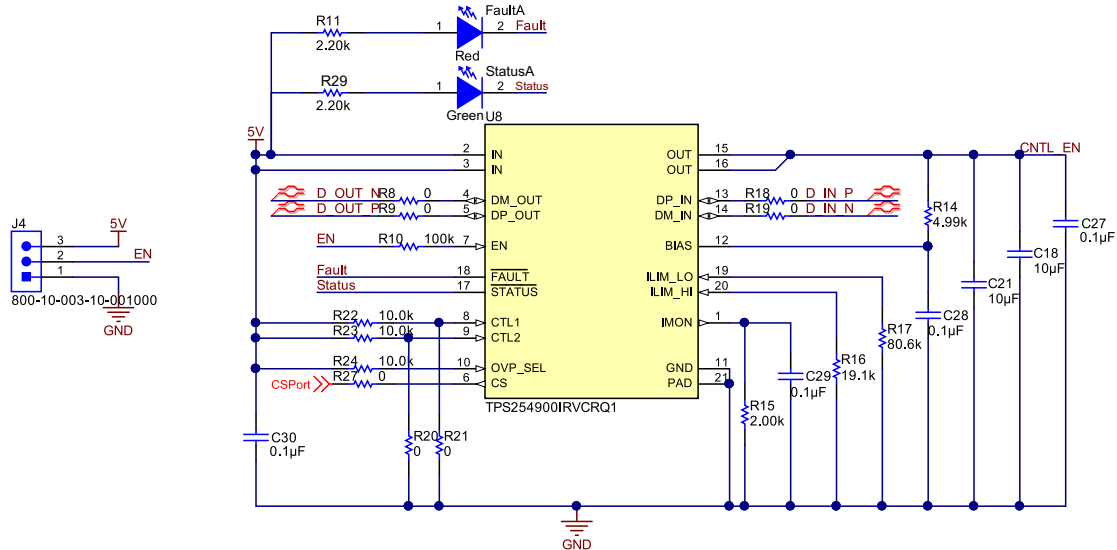 R11
2.20k
1
2
FaultA
Fault
Red
R29
2.20k
1
2
StatusA
Status
Green
U8
5V
2
IN
3
IN
OUT
15
OUT
16
CNTL_EN
D_OUT_N
R8
0
4
DM_OUT
D_OUT_P
R9
0
5
DP_OUT
DP_IN
13
R18
0
D_IN_P
DM_IN
14
R19
0
D_IN_N
R14
4.99k
C27
0.1µF
J4
3
5V
2
EN
1
800-10-003-10-001000
GND
EN
R10
100k
7
EN
BIAS
12
C18
10µF
Fault
18
FAULT
Status
17
STATUS
ILIM_LO
19
ILIM_HI
20
C21
10µF
R22
10.0k
8
CTL1
R23
10.0k
9
CTL2
IMON
1
C28
0.1µF
R17
80.6k
R24
10.0k
10
OVP_SEL
CSPort
R27
0
6
CS
GND
11
PAD
21
C29
0.1µF
R16
19.1k
TPS254900IRVCRQ1
R15
2.00k
C30
0.1µF
R20
0
R21
0
GND